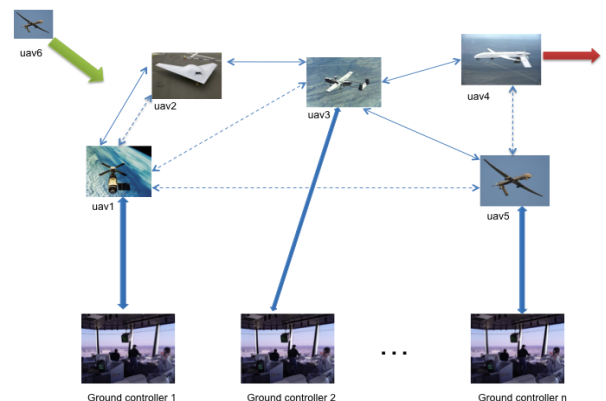 uav6
uav2
uav3
uav4
uav1
uav5
...
Ground controller 1
Ground controller 2
Ground controller n